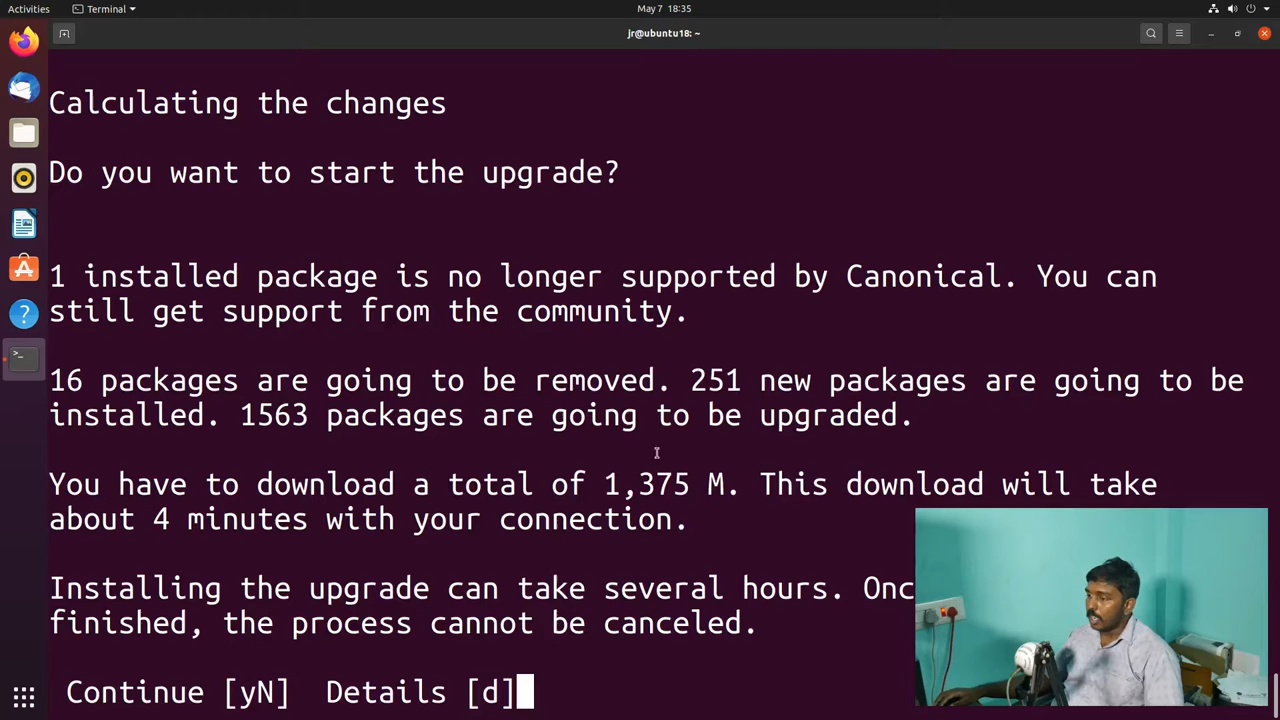 Activities
Terminal
May 7 18:35
jr@ubuntu18: ~
Calculating the changes
Do you want to start the upgrade?
1 installed package is no longer supported by Canonical. You can
still get support from the community.
16 packages are going to be removed. 251 new packages are going to be
installed. 1563 packages are going to be upgraded.
You have to download a total of 1,375 M. This download will take
about 4 minutes with your connection.
Installing the upgrade can take several hours.
finished, the process cannot be canceled.
Continue [yN]  Details [d]